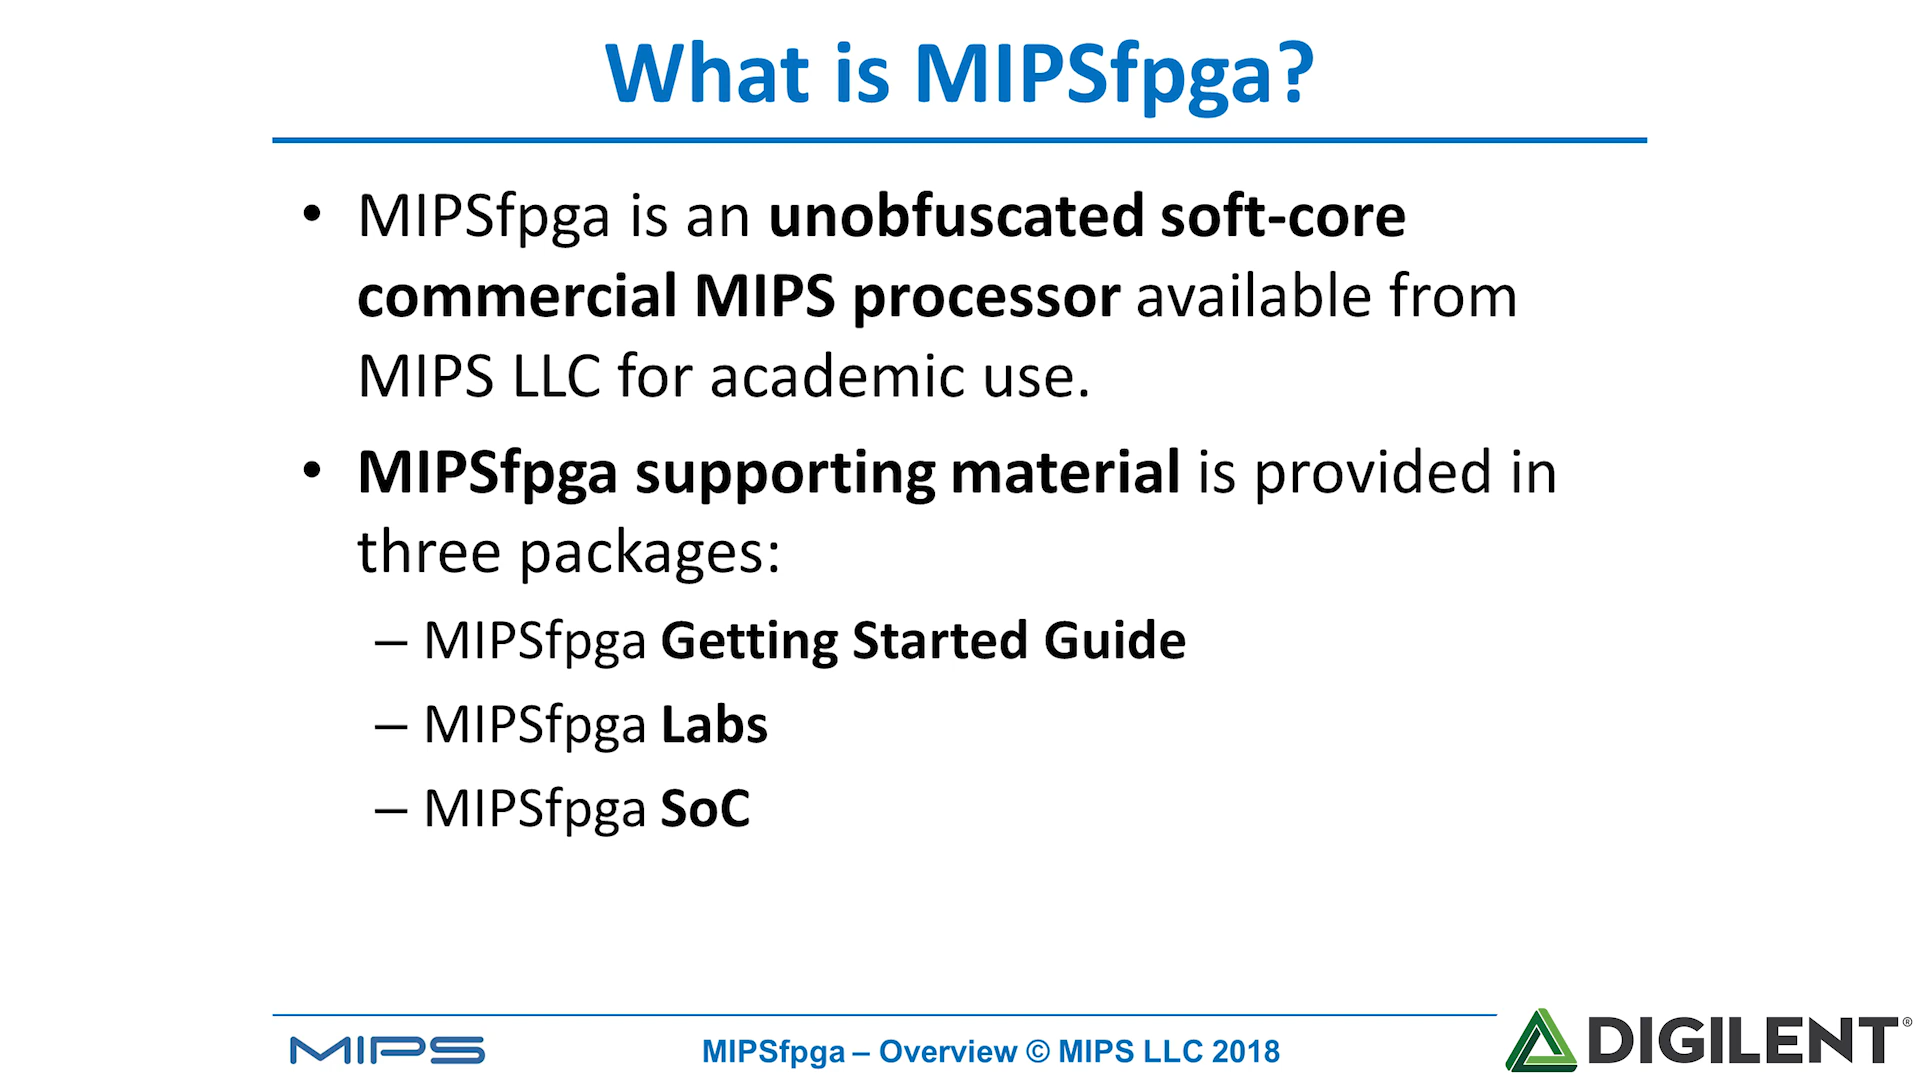 What is MIPSfpga?
• MIPSfpga is an unobfuscated soft-core
commercial MIPS processor available from
MIPS LLC for academic use.
• MIPSfpga supporting material is provided in
three packages:
– MIPSfpga Getting Started Guide
– MIPSfpga Labs
– MIPSfpga SoC
MIPS
MIPSfpga – Overview © MIPS LLC 2018
DIGILENT®